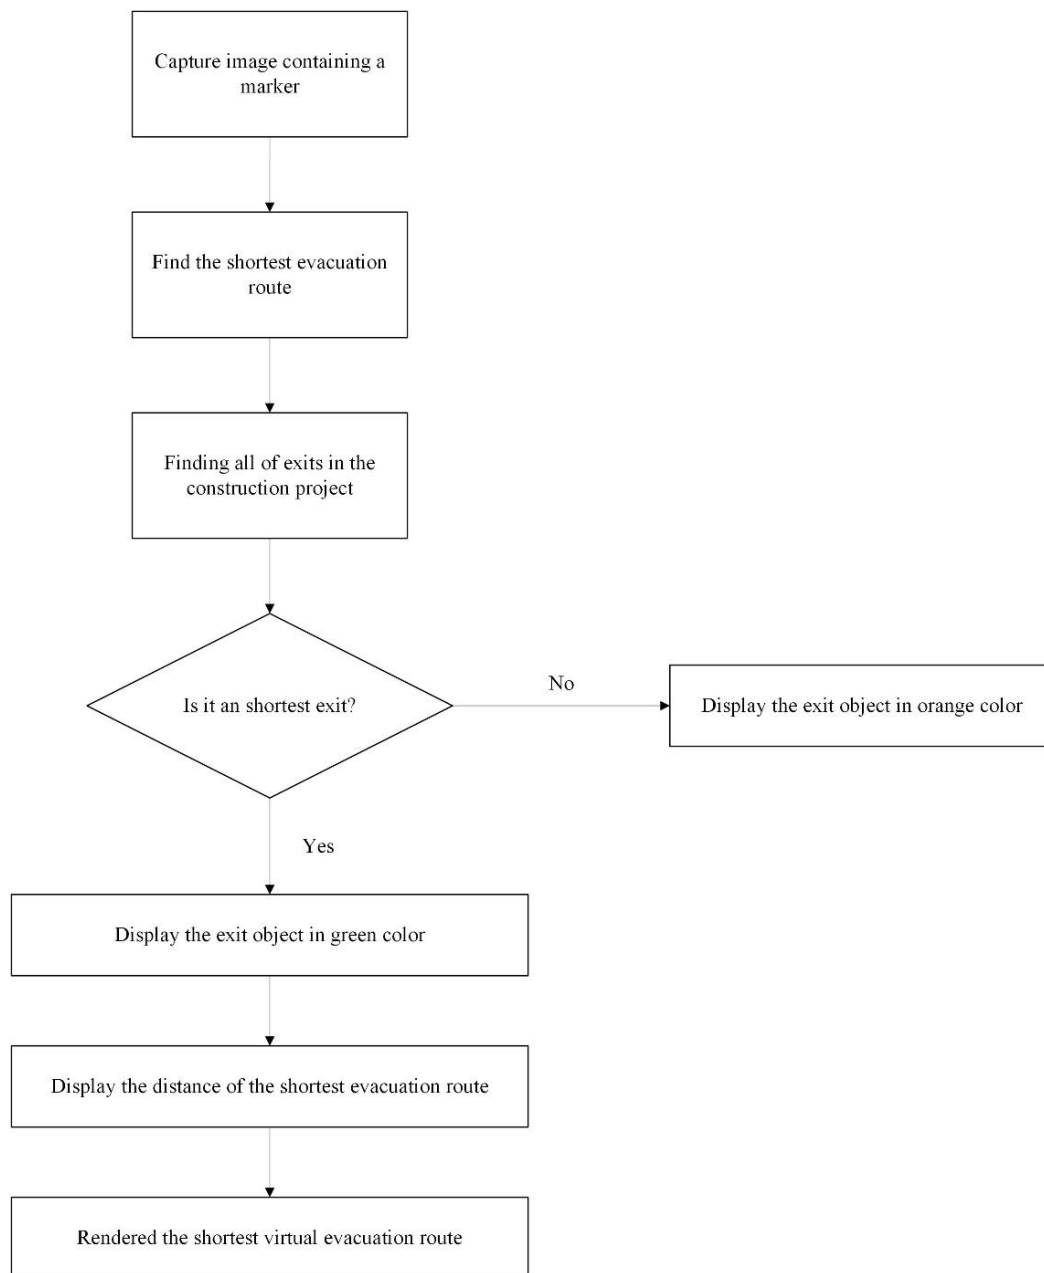 Capture image containing a
marker
Find the shortest evacuation
route
Finding all of exits in the
construction project
Is it an shortest exit?
No
Display the exit object in orange color
Yes
Display the exit object in green color
Display the distance of the shortest evacuation route
Rendered the shortest virtual evacuation route